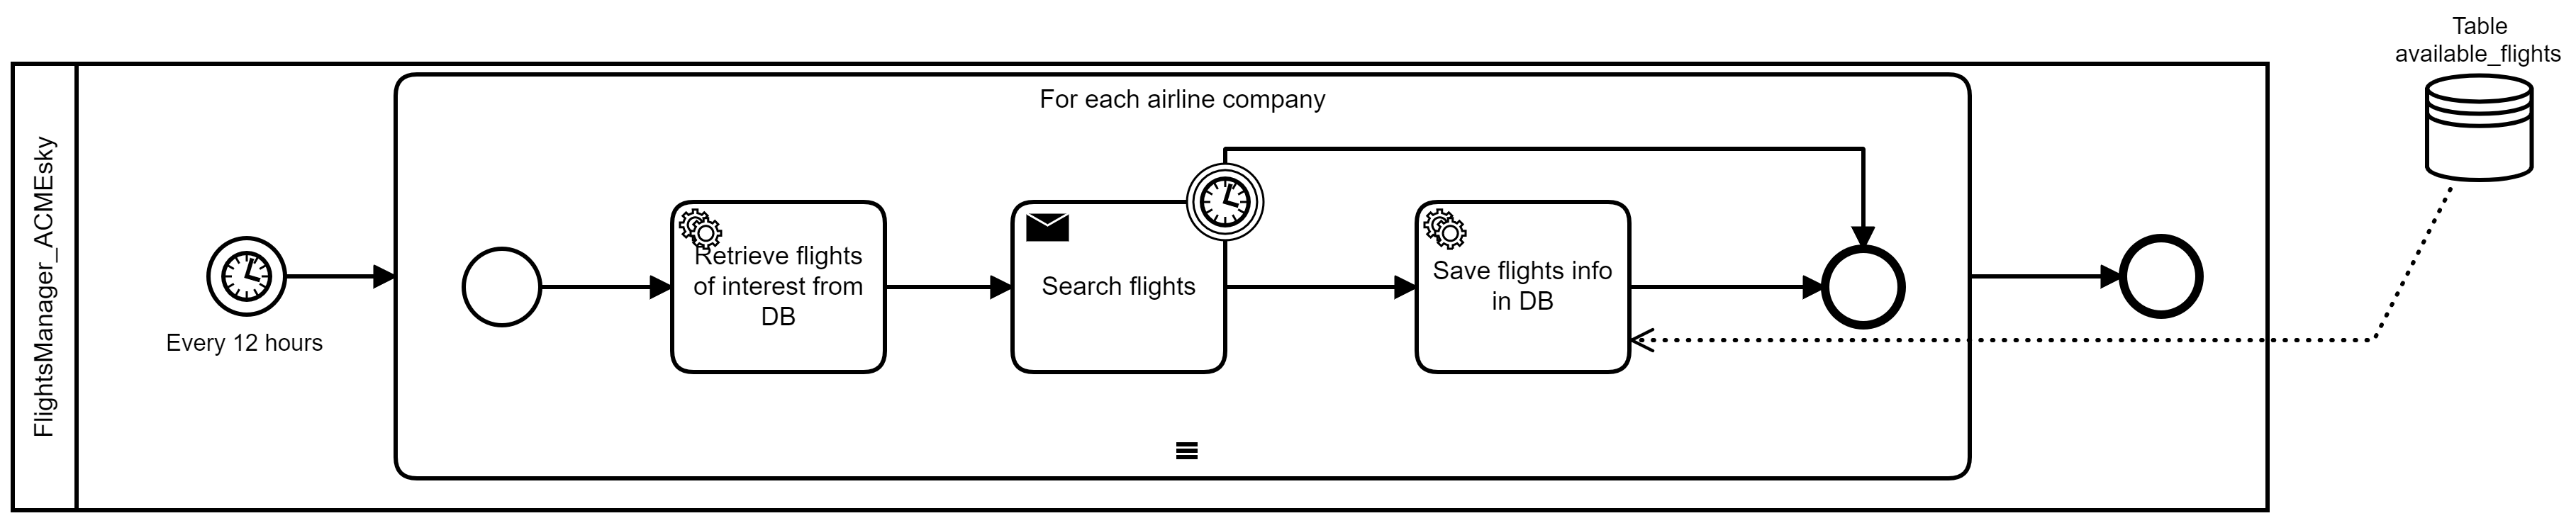 Table
available_flights
For each airline company
FlightsManager_ACMEsky
Every 12 hours
Retrieve flights
of interest from
DB
Search flights
Save flights info
in DB